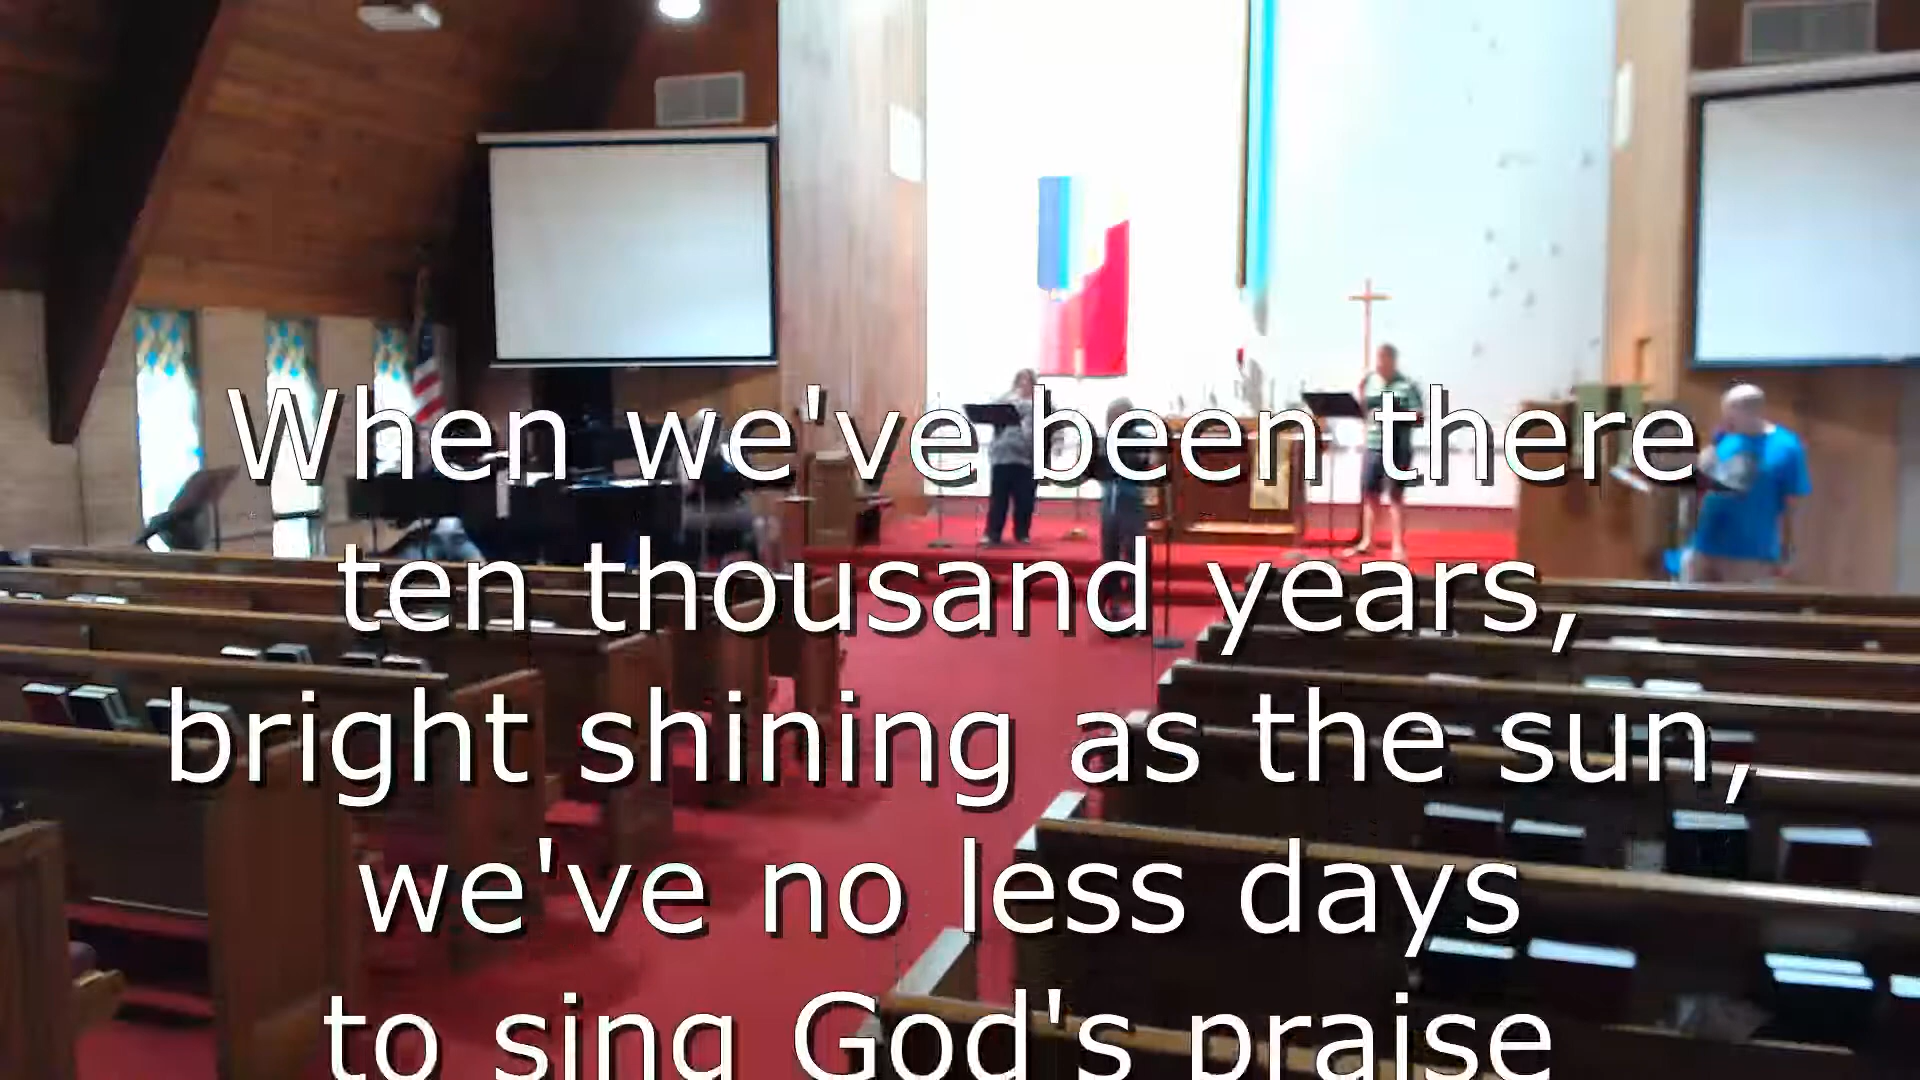 When we've been there
ten thousand years,
bright shining as the sun,
we've no less days
to sing God's praise